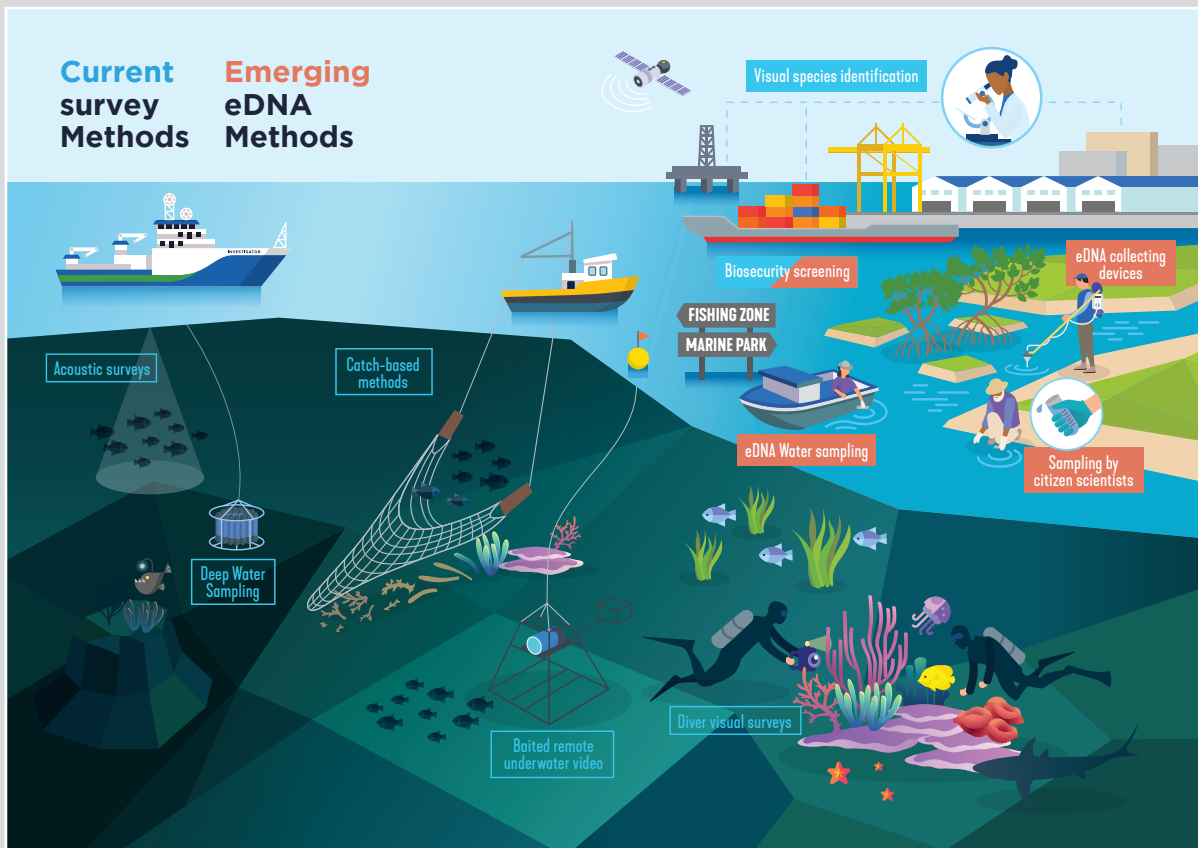 Current
survey
Methods
Emerging
eDNA
Methods
Visual species identification
INVESTIGATOR
Biosecurity screening
eDNA collecting
devices
FISHING ZONE
MARINE PARK
Acoustic surveys
Catch-based
methods
eDNA Water sampling
Sampling by
citizen scientists
Deep Water
Sampling
Diver visual surveys
Baited remote
underwater video